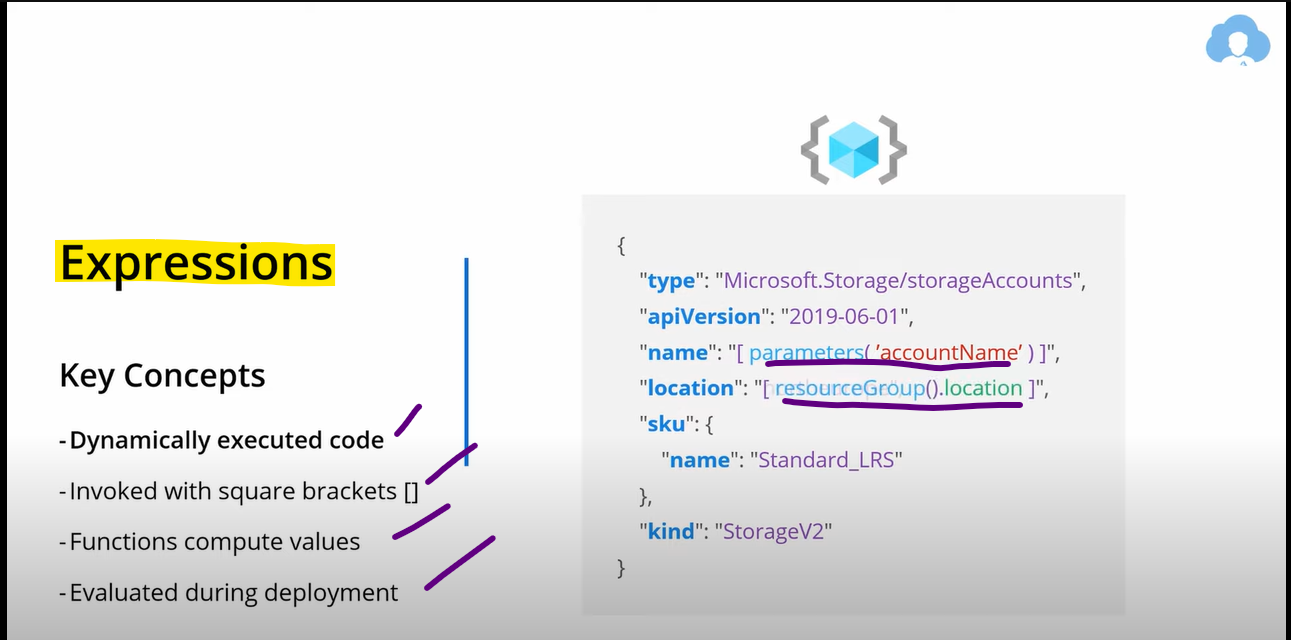 Expressions
Key Concepts
-Dynamically executed code
-Invoked with square brackets []
-Functions compute values
-Evaluated during deployment
{
"type": "Microsoft.Storage/storageAccounts",
"apiVersion": "2019-06-01",
"name": "[ parameters( ’accountName’ ) ]",
"location": "[ resourceGroup().location ]",
"sku": {
"name": "Standard_LRS"
},
"kind": "StorageV2"
}